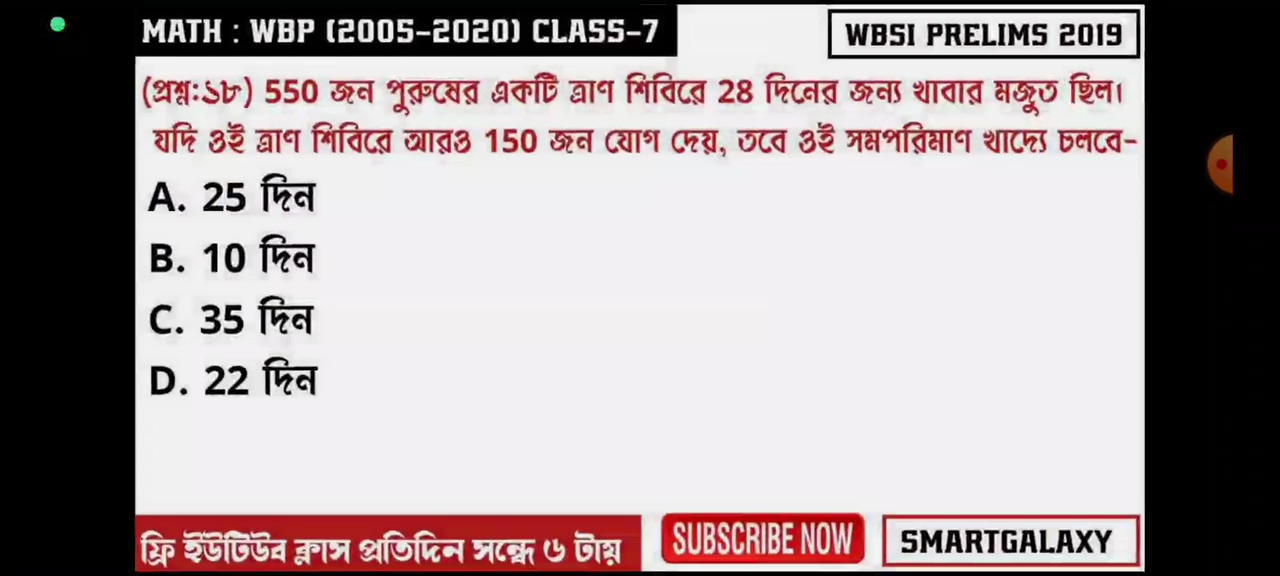 MATH : WBP (2005-2020) CLASS-7
WBSI PRELIMS 2019
(প্রশ্ন:১৮) 550 জন পুরুষের একটি ত্রাণ শিবিরে 28 দিনের জন্য খাবার মজুত ছিল।
যদি ওই ত্রাণ শিবিরে আরও 150 জন যোগ দেয়, তবে ওই সমপরিমাণ খাদ্যে চলবে-
A. 25 দিন
B. 10 দিন
C. 35 দিন
D. 22 দিন
ফ্রি ইউটিউব ক্লাস প্রতিদিন সন্ধে ৬ টায়
SUBSCRIBE NOW
SMARTGALAXY